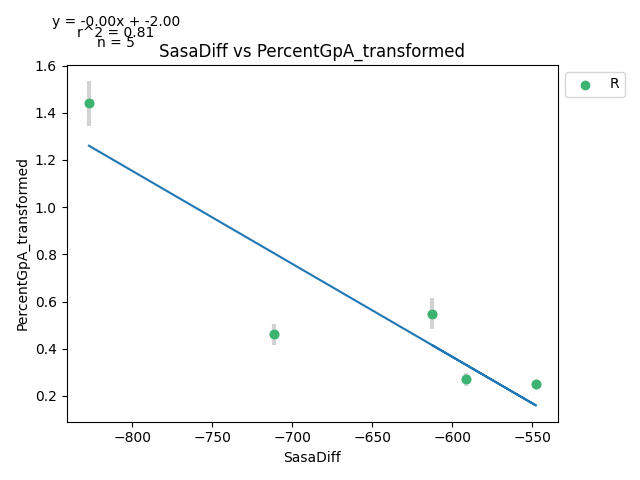 y = -0.00x + -2.00
r^2 = 0.81
n = 5
SasaDiff vs PercentGpA_transformed
R
PercentGpA_transformed
1.6
1.4
1.2
1.0
0.8
0.6
0.4
0.2
−800 −750 −700 −650 −600 −550
SasaDiff